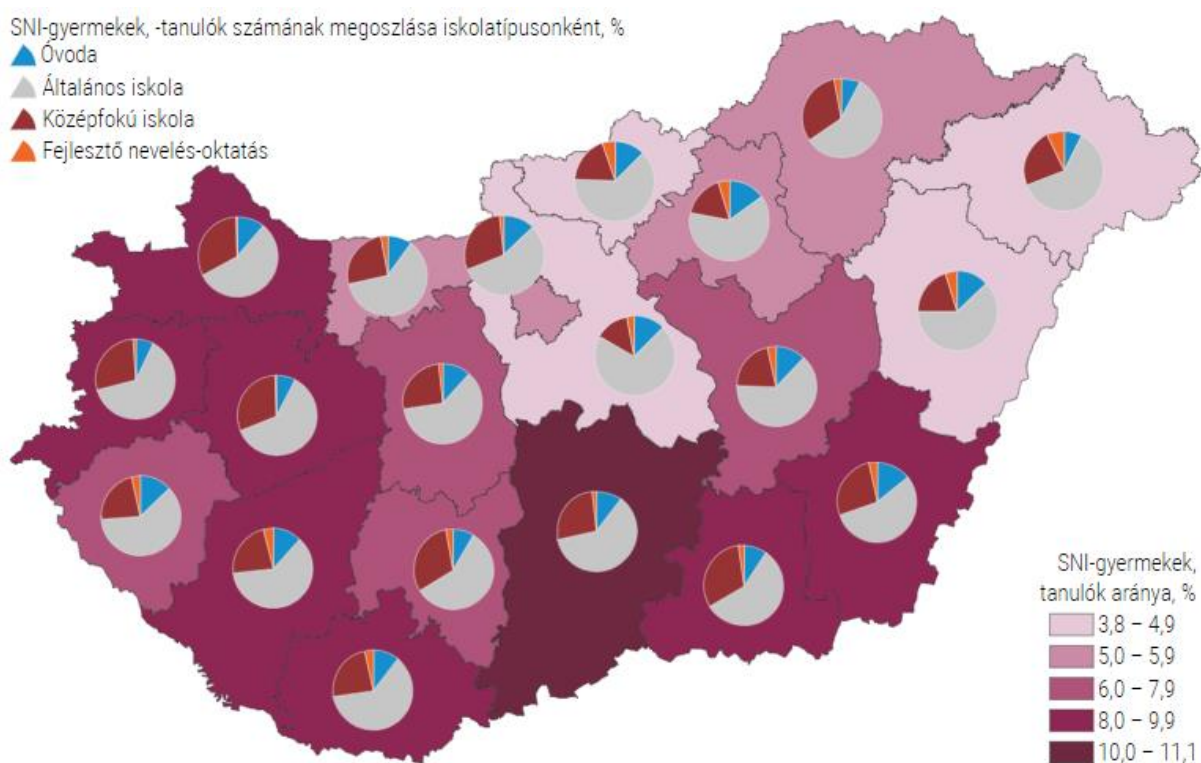 SNI-gyermekek, -tanulók számának megoszlása iskolatípusonként, %
Óvoda
Általános iskola
Középfokú iskola
Fejlesztő nevelés-oktatás
SNI-gyermekek,
tanulók aránya, %
3,8 – 4,9
5,0 – 5,9
6,0 – 7,9
8,0 – 9,9
10,0 – 11,1